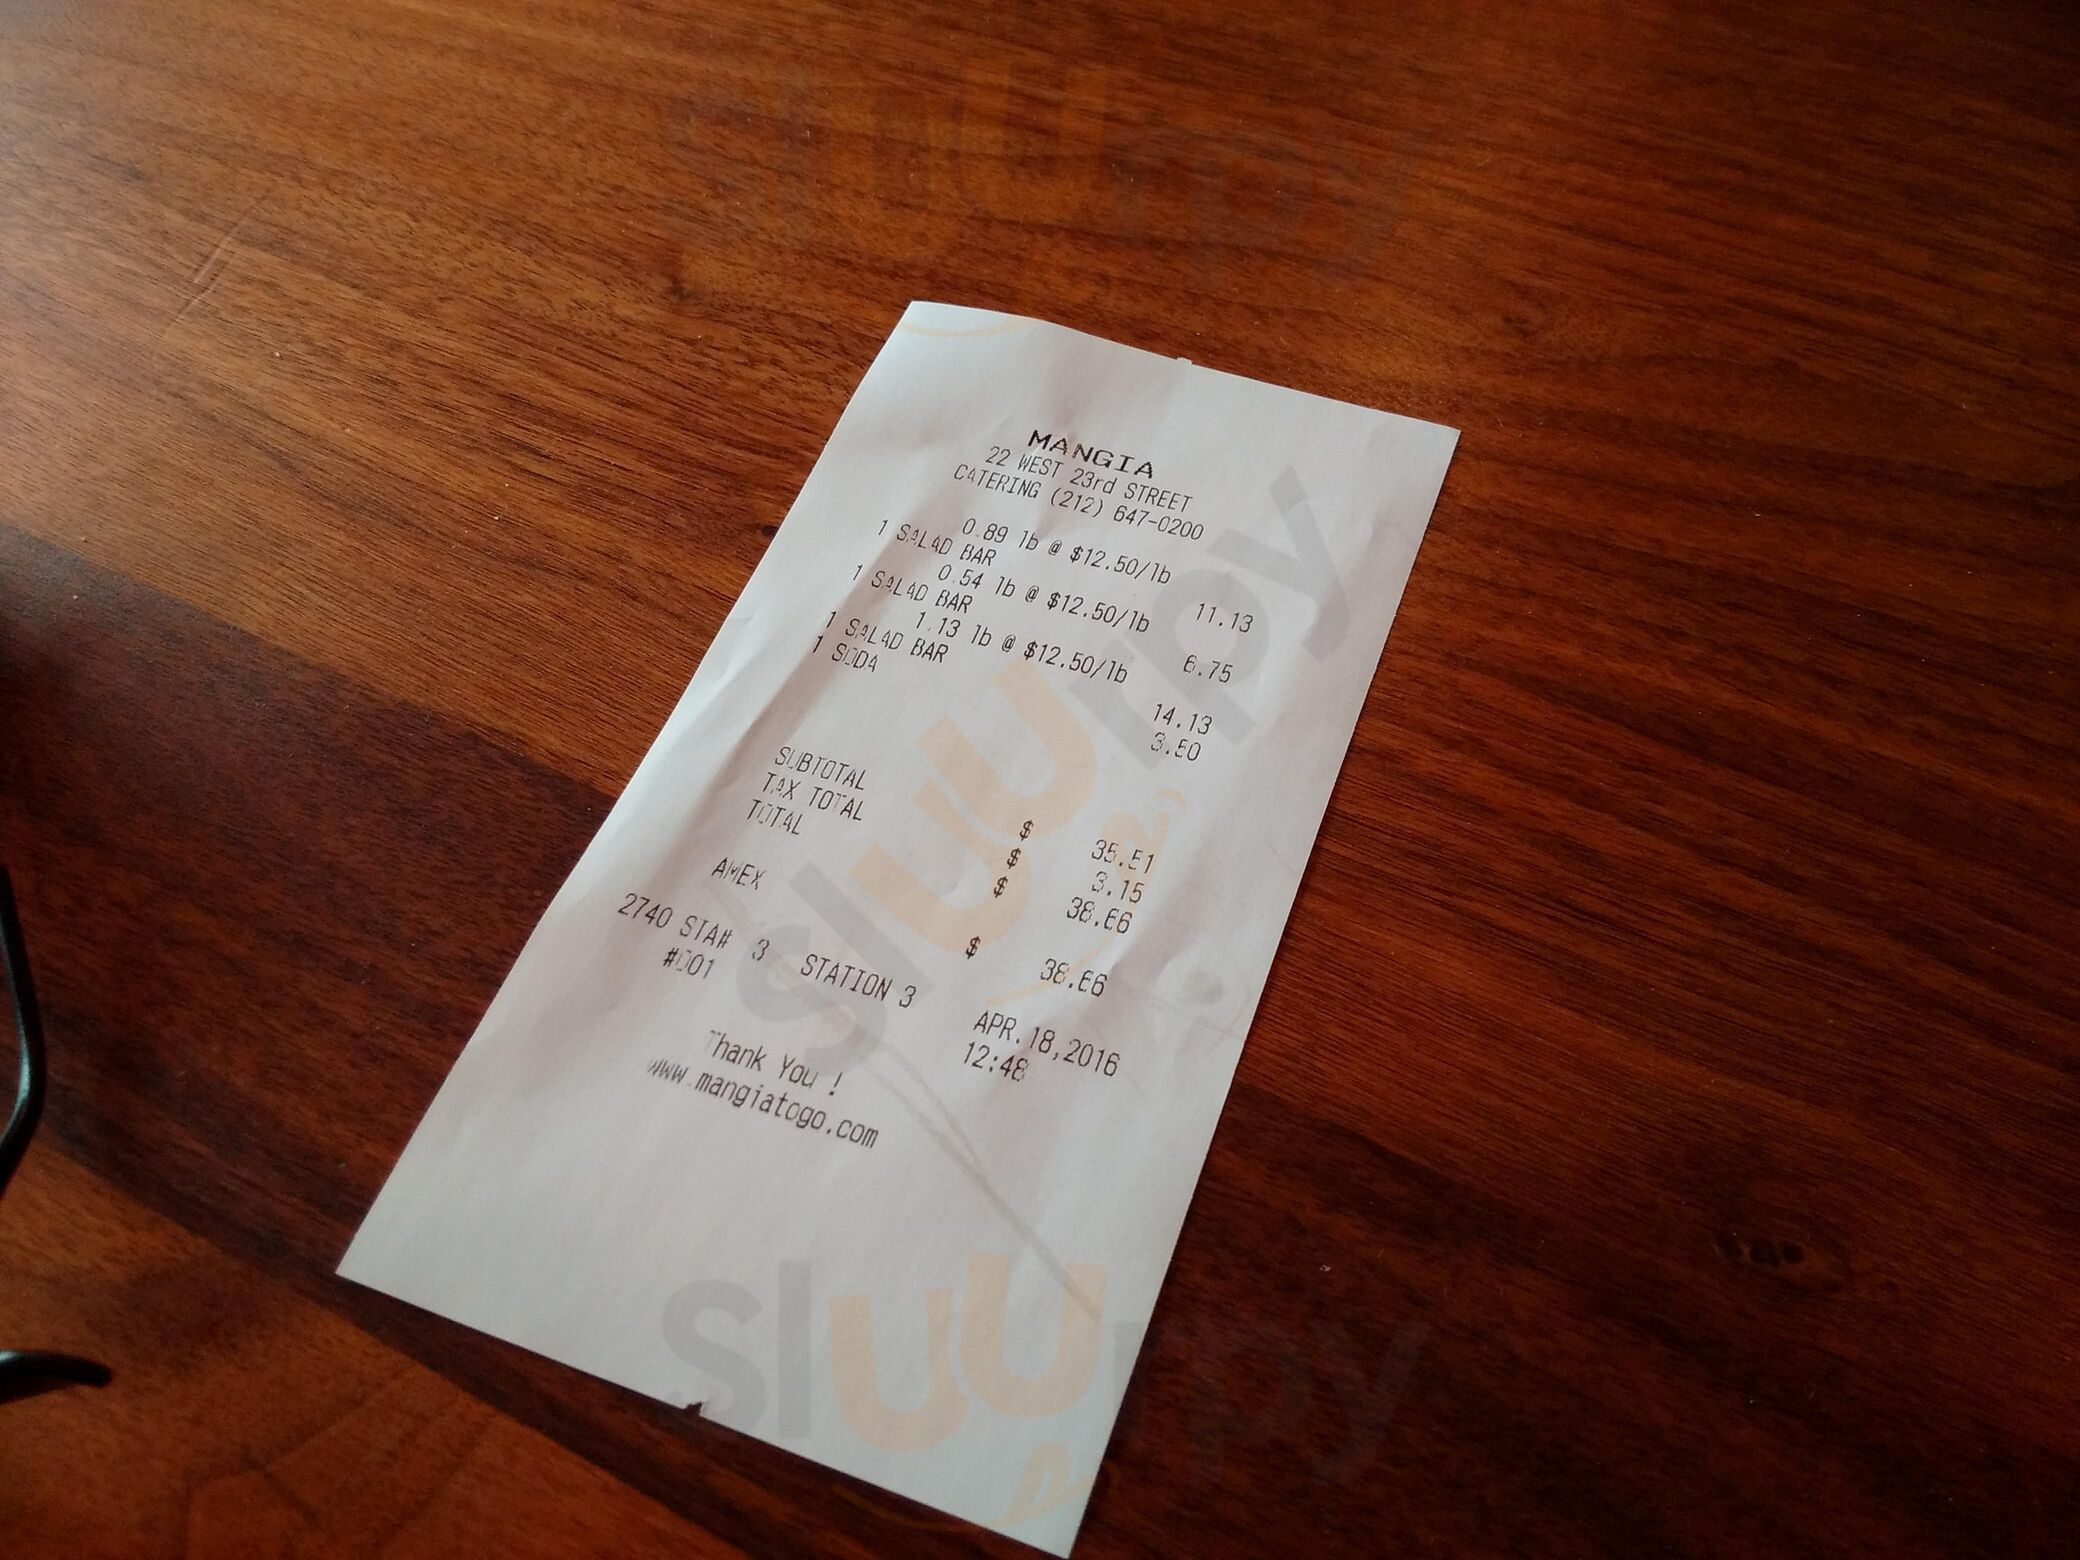 MANGIA
22 WEST 23rd STREET
CATERING (212) 647-0200
0.89 lb @ $12.50/lb
1 SALAD BAR 11.13
0.54 lb @ $12.50/lb
1 SALAD BAR 6.75
1.13 lb @ $12.50/lb
1 SALAD BAR 14.13
1 SODA 3.50
SUBTOTAL $ 35.51
TAX TOTAL $ 3.15
TOTAL $ 38.66
AMEX $ 38.66
2740 STA# 3 STATION 3 APR.18,2016
#001 12:48
Thank You !
www.mangiatogo.com
sluurpy
sluurpy
sluurpy